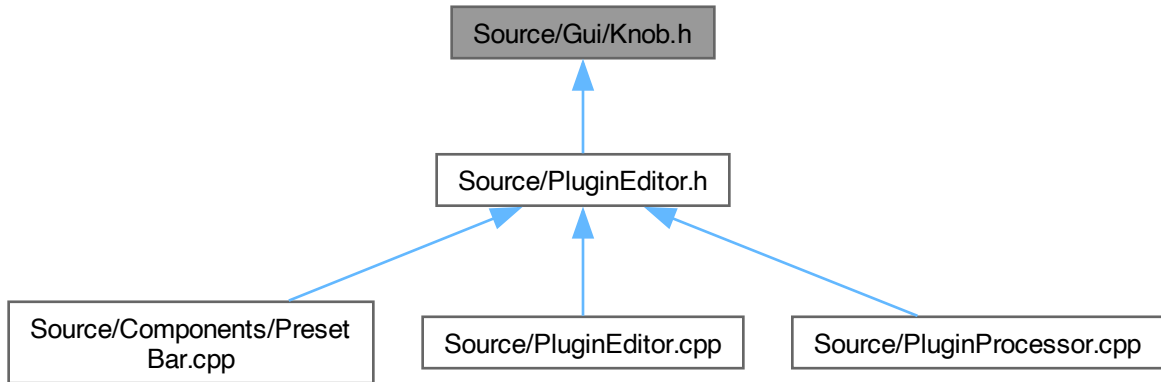 Source/Gui/Knob.h
Source/PluginEditor.h
Source/Components/Preset
Bar.cpp
Source/PluginEditor.cpp
Source/PluginProcessor.cpp